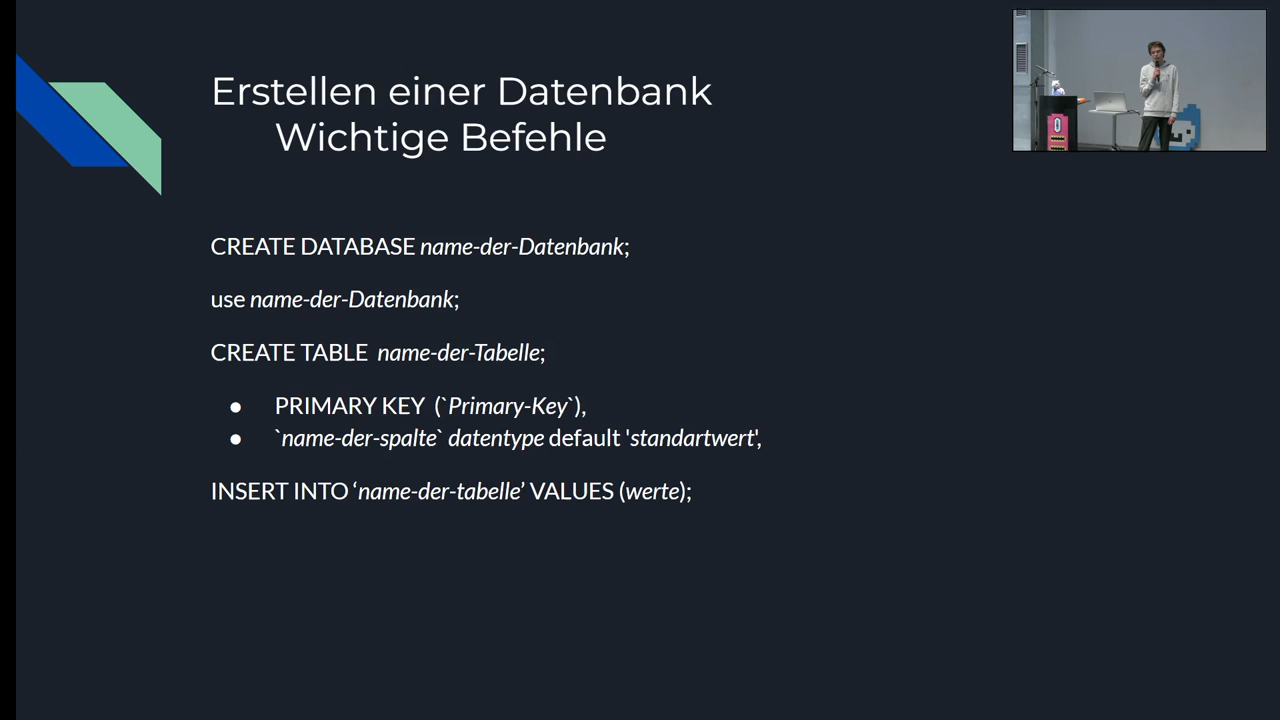 Erstellen einer Datenbank
Wichtige Befehle
CREATE DATABASE name-der-Datenbank;
use name-der-Datenbank;
CREATE TABLE  name-der-Tabelle;
● PRIMARY KEY  (`Primary-Key`),
● `name-der-spalte` datentype default 'standartwert',
INSERT INTO ‘name-der-tabelle’ VALUES (werte);